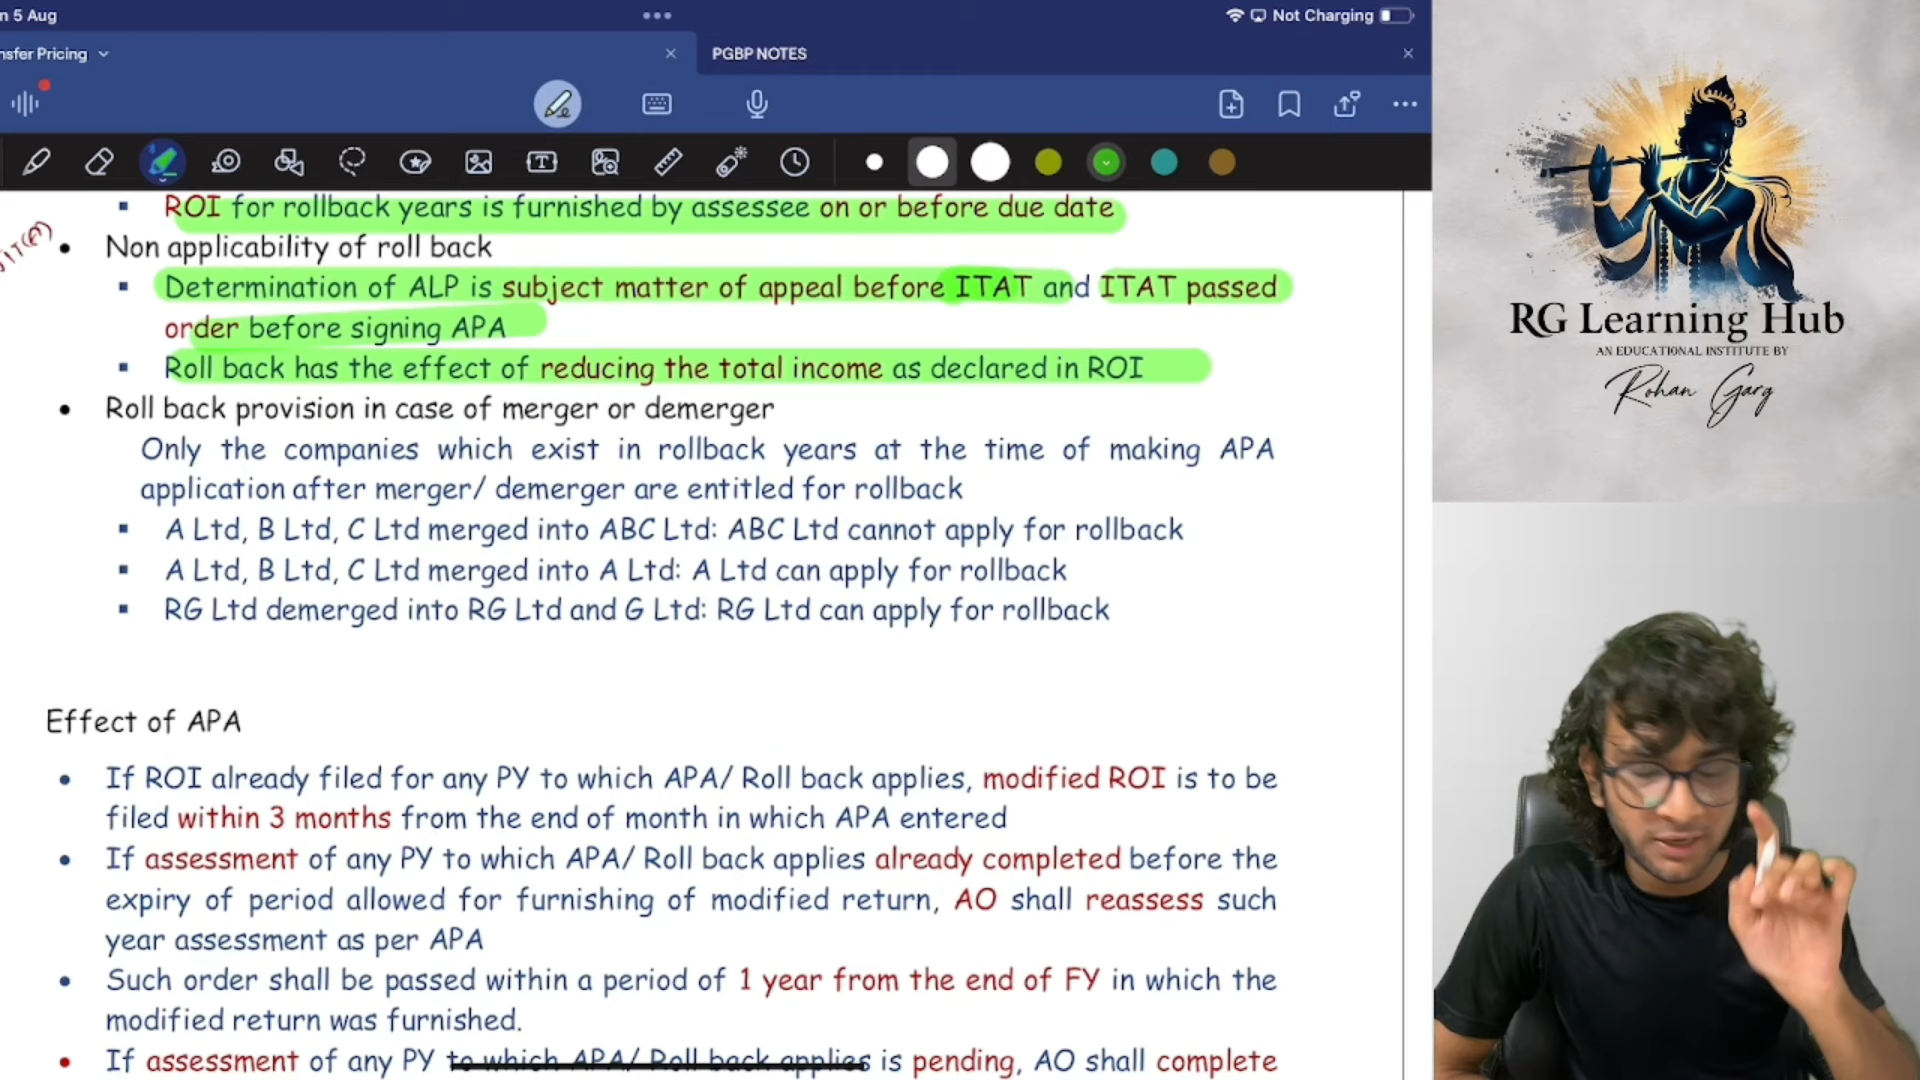 n 5 Aug
Not Charging
nsfer Pricing
PGBP NOTES
ROI for rollback years is furnished by assessee on or before due date
Non applicability of roll back
Determination of ALP is subject matter of appeal before ITAT and ITAT passed
order before signing APA
Roll back has the effect of reducing the total income as declared in ROI
Roll back provision in case of merger or demerger
Only the companies which exist in rollback years at the time of making APA
application after merger/ demerger are entitled for rollback
A Ltd, B Ltd, C Ltd merged into ABC Ltd: ABC Ltd cannot apply for rollback
A Ltd, B Ltd, C Ltd merged into A Ltd: A Ltd can apply for rollback
RG Ltd demerged into RG Ltd and G Ltd: RG Ltd can apply for rollback
Effect of APA
If ROI already filed for any PY to which APA/ Roll back applies, modified ROI is to be
filed within 3 months from the end of month in which APA entered
If assessment of any PY to which APA/ Roll back applies already completed before the
expiry of period allowed for furnishing of modified return, AO shall reassess such
year assessment as per APA
Such order shall be passed within a period of 1 year from the end of FY in which the
modified return was furnished.
If assessment of any PY to which APA/ Roll back applies is pending, AO shall complete
RG Learning Hub
AN EDUCATIONAL INSTITUTE BY
Rohan Garg